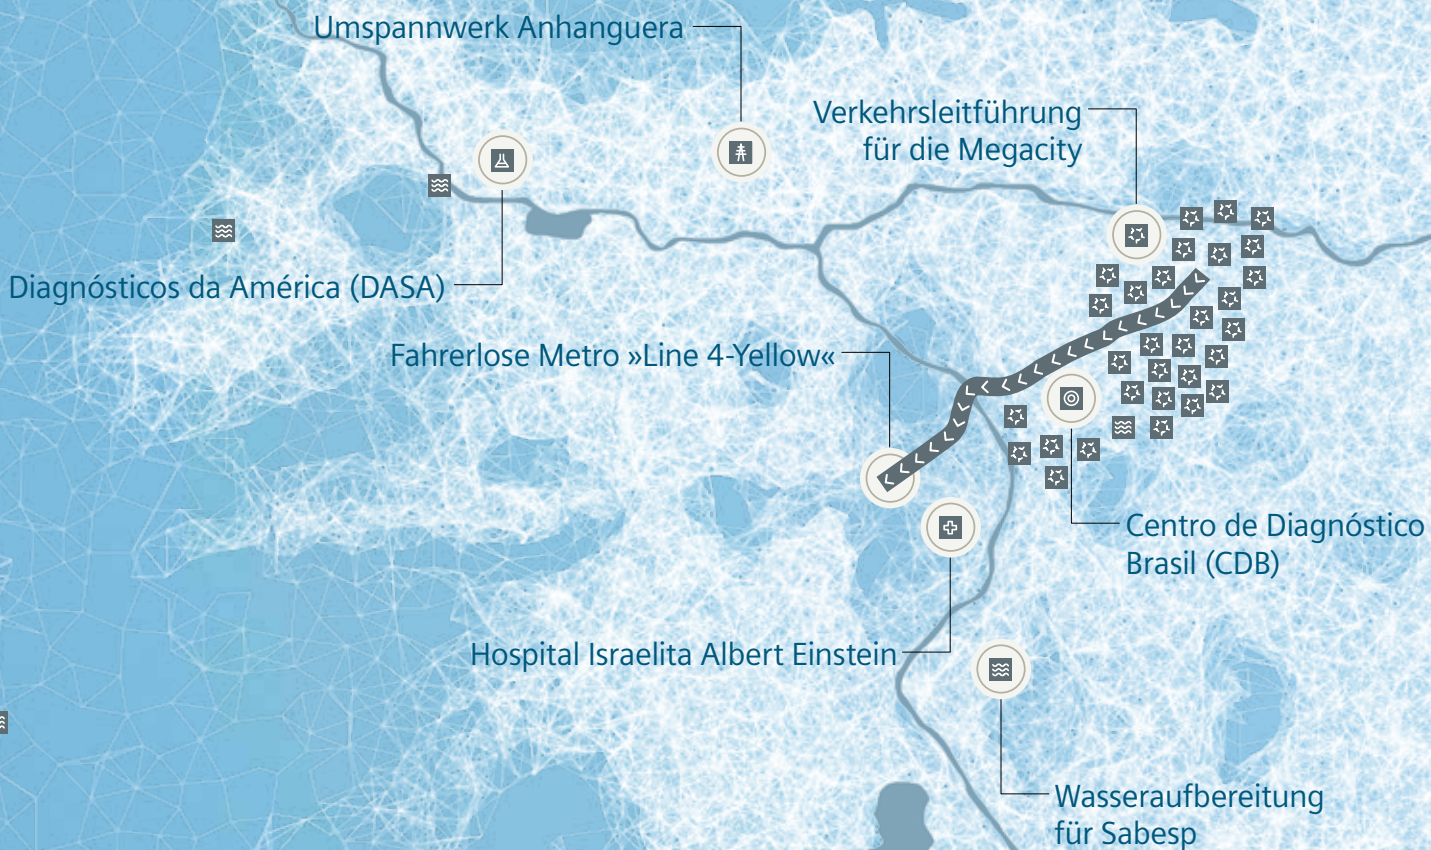 Umspannwerk Anhanguera
Verkehrsleitführung
für die Megacity
Diagnósticos da América (DASA)
Fahrerlose Metro »Line 4-Yellow«
Centro de Diagnóstico
Brasil (CDB)
Hospital Israelita Albert Einstein
Wasseraufbereitung
für Sabesp